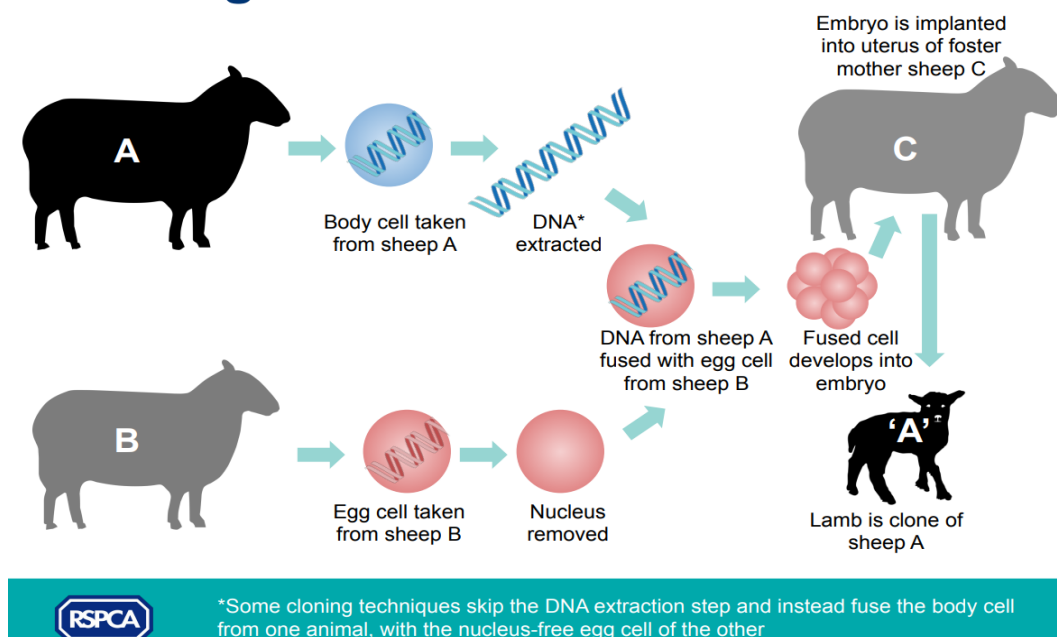 Embryo is implanted
into uterus of foster
mother sheep C
A
C
Body cell taken
from sheep A
DNA*
extracted
DNA from sheep A
fused with egg cell
from sheep B
Fused cell
develops into
embryo
B
'A'
Egg cell taken
from sheep B
Nucleus
removed
Lamb is clone of
sheep A
RSPCA
*Some cloning techniques skip the DNA extraction step and instead fuse the body cell
from one animal, with the nucleus-free egg cell of the other